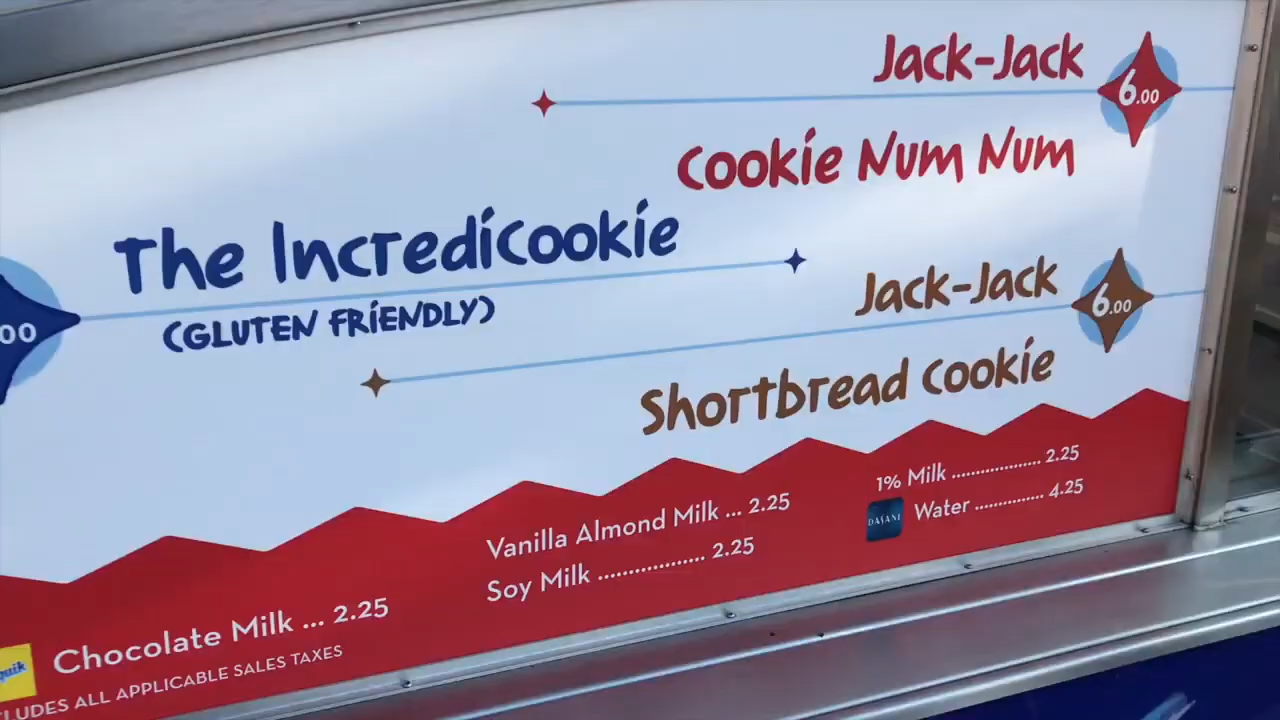 Jack-Jack
6.00
Cookie Num Num
The Incredicookie
(GLUTEN FRIENDLY)
00
Jack-Jack
6.00
Shortbread Cookie
1% Milk .................. 2.25
DASANI Water .............. 4.25
Vanilla Almond Milk ... 2.25
Soy Milk .................... 2.25
Chocolate Milk ... 2.25
ALL APPLICABLE SALES TAXES